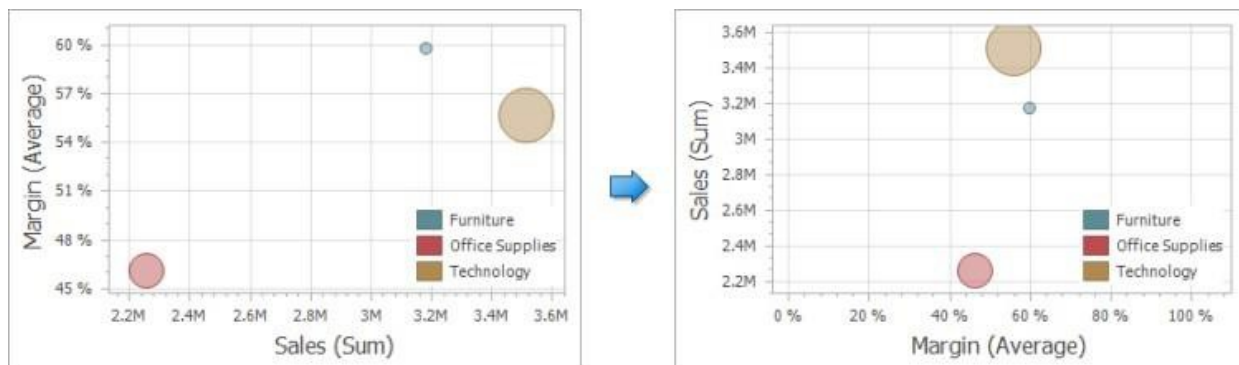 60 %
57 %
54 %
51 %
48 %
45 %
Margin (Average)
Furniture
Office Supplies
Technology
2.2M 2.4M 2.6M 2.8M 3M 3.2M 3.4M 3.6M
Sales (Sum)
3.6M
3.4M
3.2M
3M
2.8M
2.6M
2.4M
2.2M
Sales (Sum)
Furniture
Office Supplies
Technology
0 % 20 % 40 % 60 % 80 % 100 %
Margin (Average)